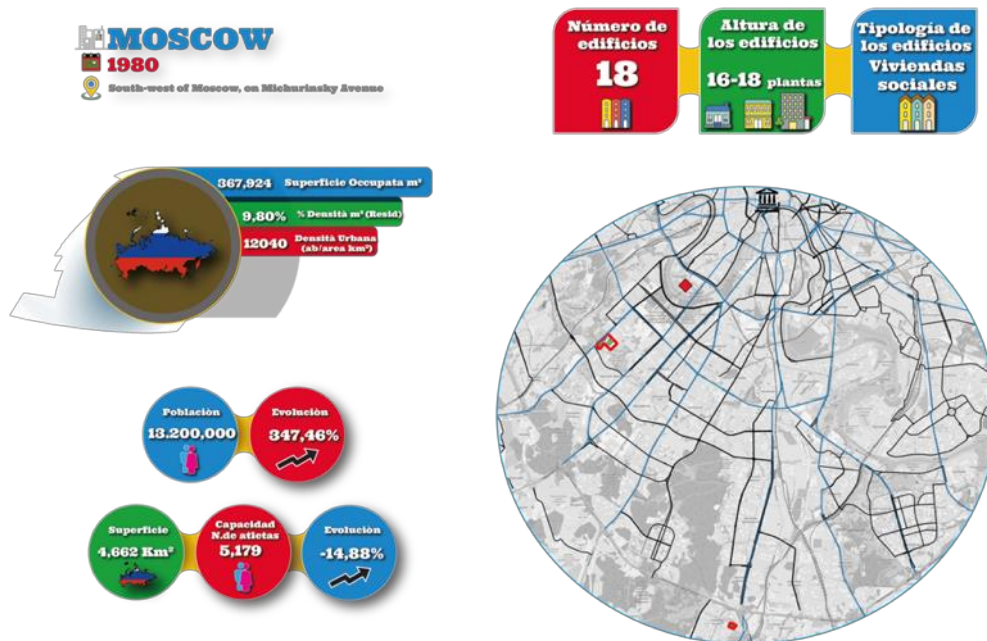 MOSCOW
1980
South-west of Moscow, on Michurinsky Avenue
Número de
edificios
18
Altura de
los edificios
16-18 plantas
Tipología de
los edificios
Viviendas
sociales
367,924 Superficie Occupata m²
9,80% % Densità m² (Resid)
12040 Densità Urbana
(ab/area km²)
Poblaciòn
13.200,000
Evoluciòn
347,46%
Superficie
4,662 Km²
Capacidad
N.de atletas
5,179
Evoluciòn
-14,88%